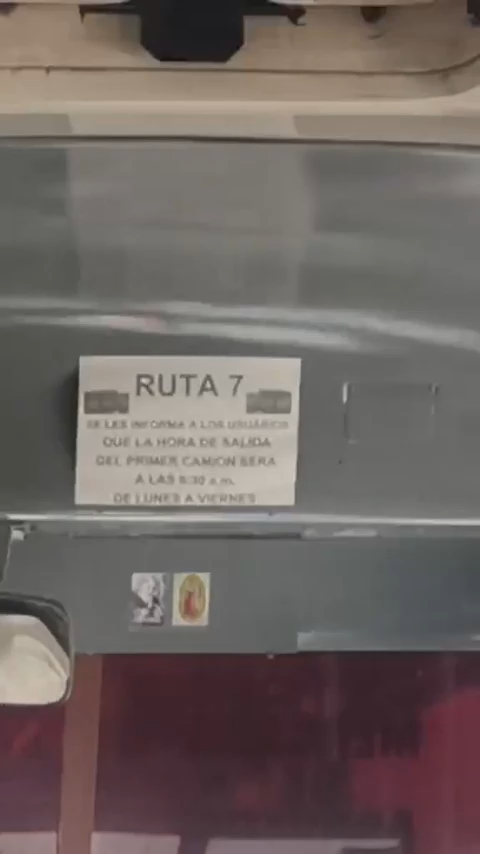 RUTA 7
SE LES INFORMA A LOS USUARIOS
QUE LA HORA DE SALIDA
DEL PRIMER CAMION SERA
A LAS 6:30 a.m.
DE LUNES A VIERNES